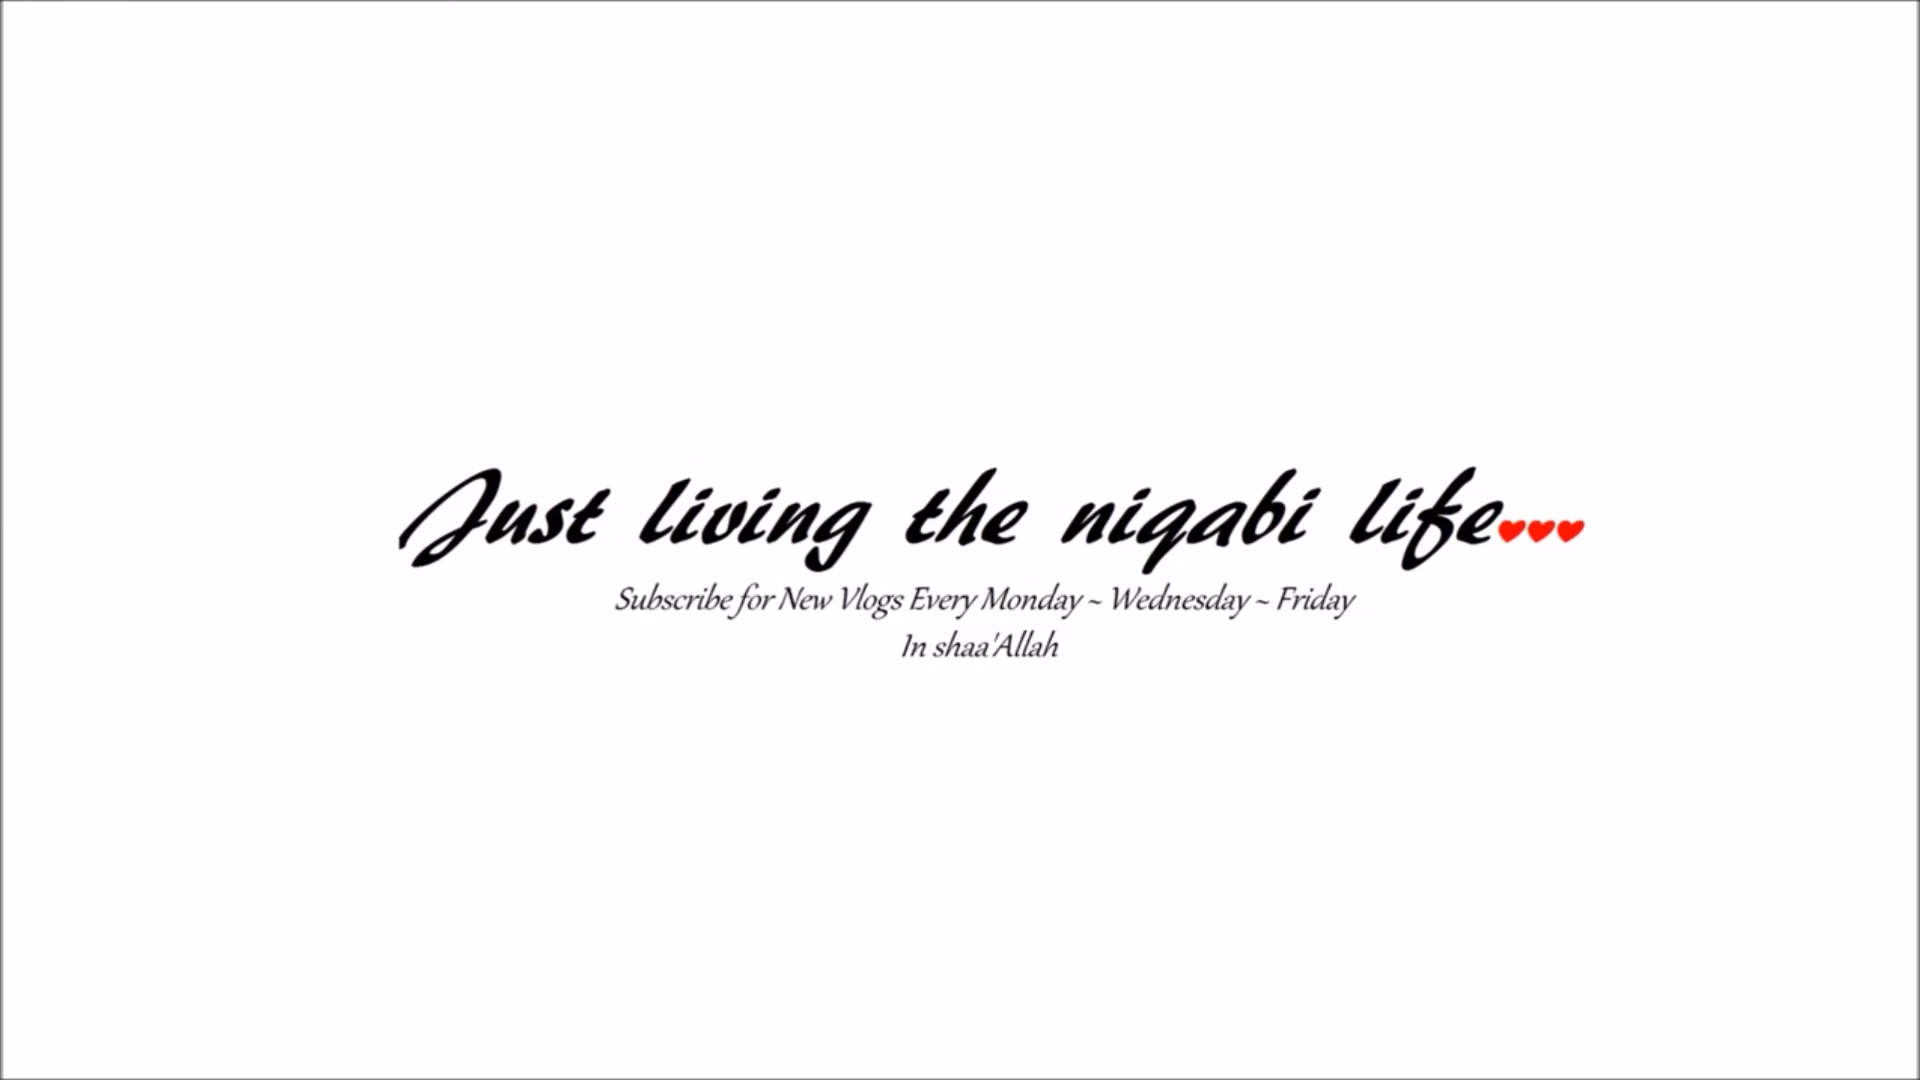 Just living the niqabi life♥♥♥
Subscribe for New Vlogs Every Monday ~ Wednesday ~ Friday
In shaa'Allah